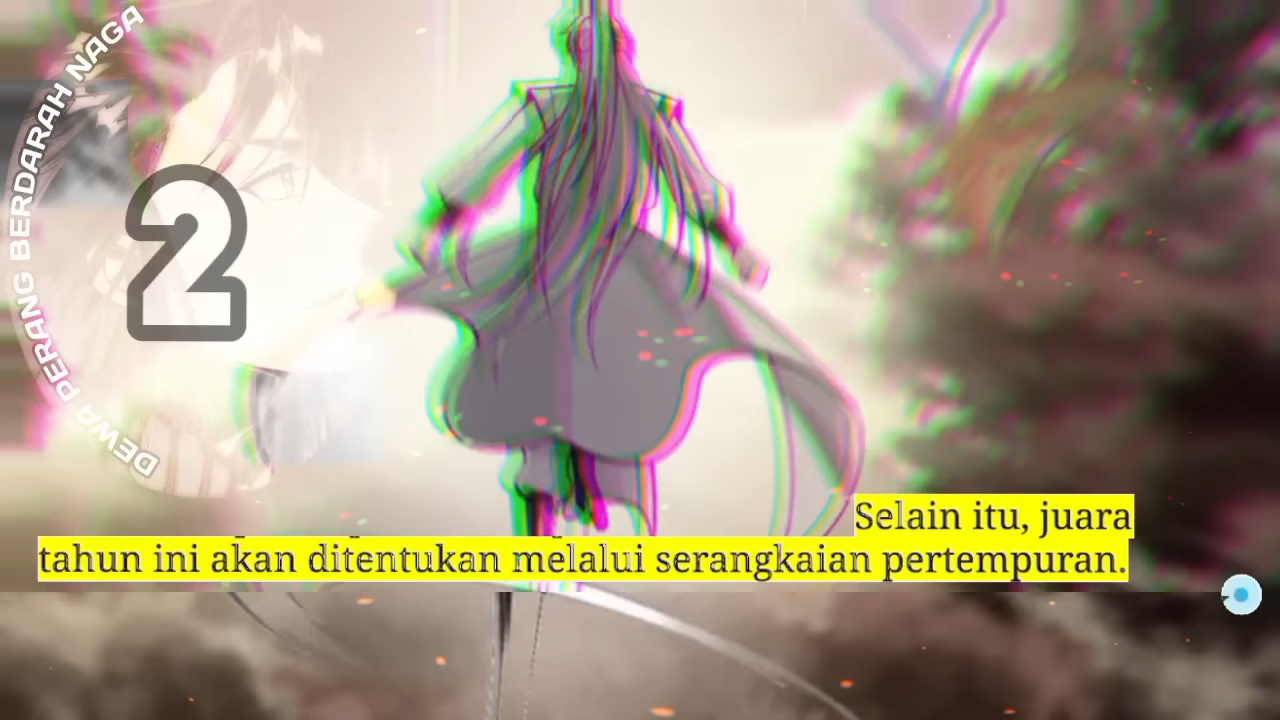 DEWA PERANG BERDARAH NAGA
2
Selain itu, juara
tahun ini akan ditentukan melalui serangkaian pertempuran.